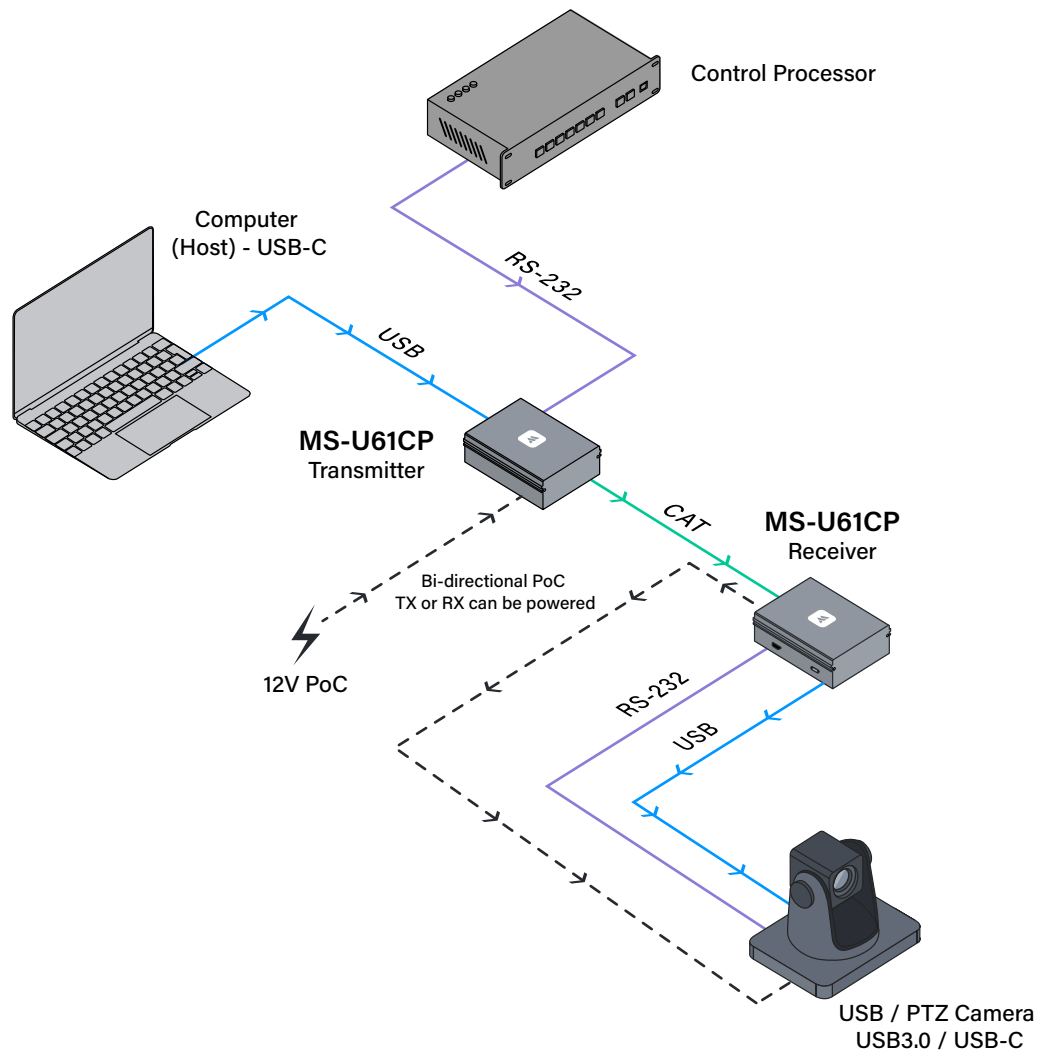 Control Processor
Computer
(Host) - USB-C
RS-232
USB
MS-U61CP
Transmitter
CAT
MS-U61CP
Receiver
Bi-directional PoC
TX or RX can be powered
12V PoC
RS-232
USB
USB / PTZ Camera
USB3.0 / USB-C